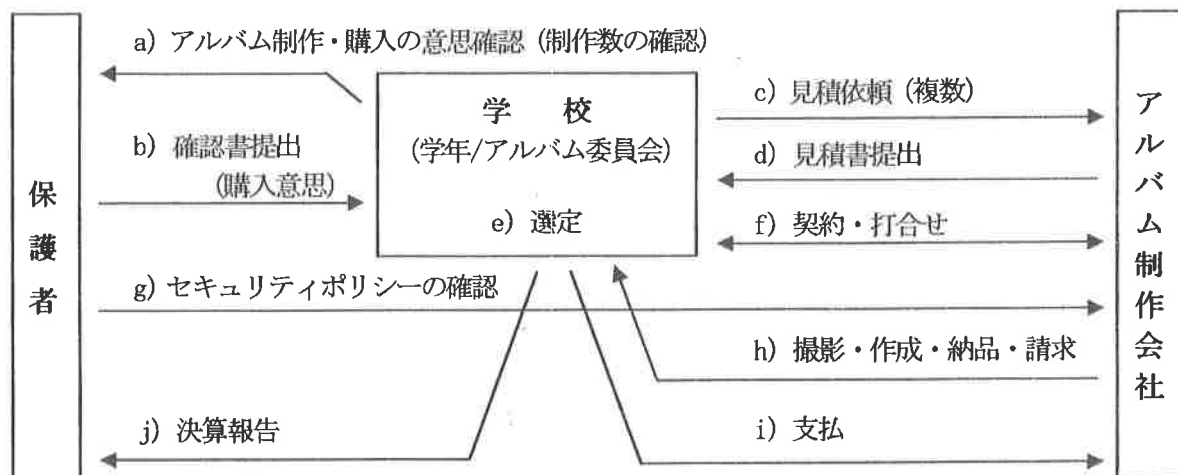 a) アルバム制作・購入の意思確認 (制作数の確認)
学　校
(学年/アルバム委員会)
e) 選定
b) 確認書提出
(購入意思)
c) 見積依頼 (複数)
d) 見積書提出
f) 契約・打合せ
g) セキュリティポリシーの確認
h) 撮影・作成・納品・請求
i) 支払
j) 決算報告
保護者
アルバム制作会社